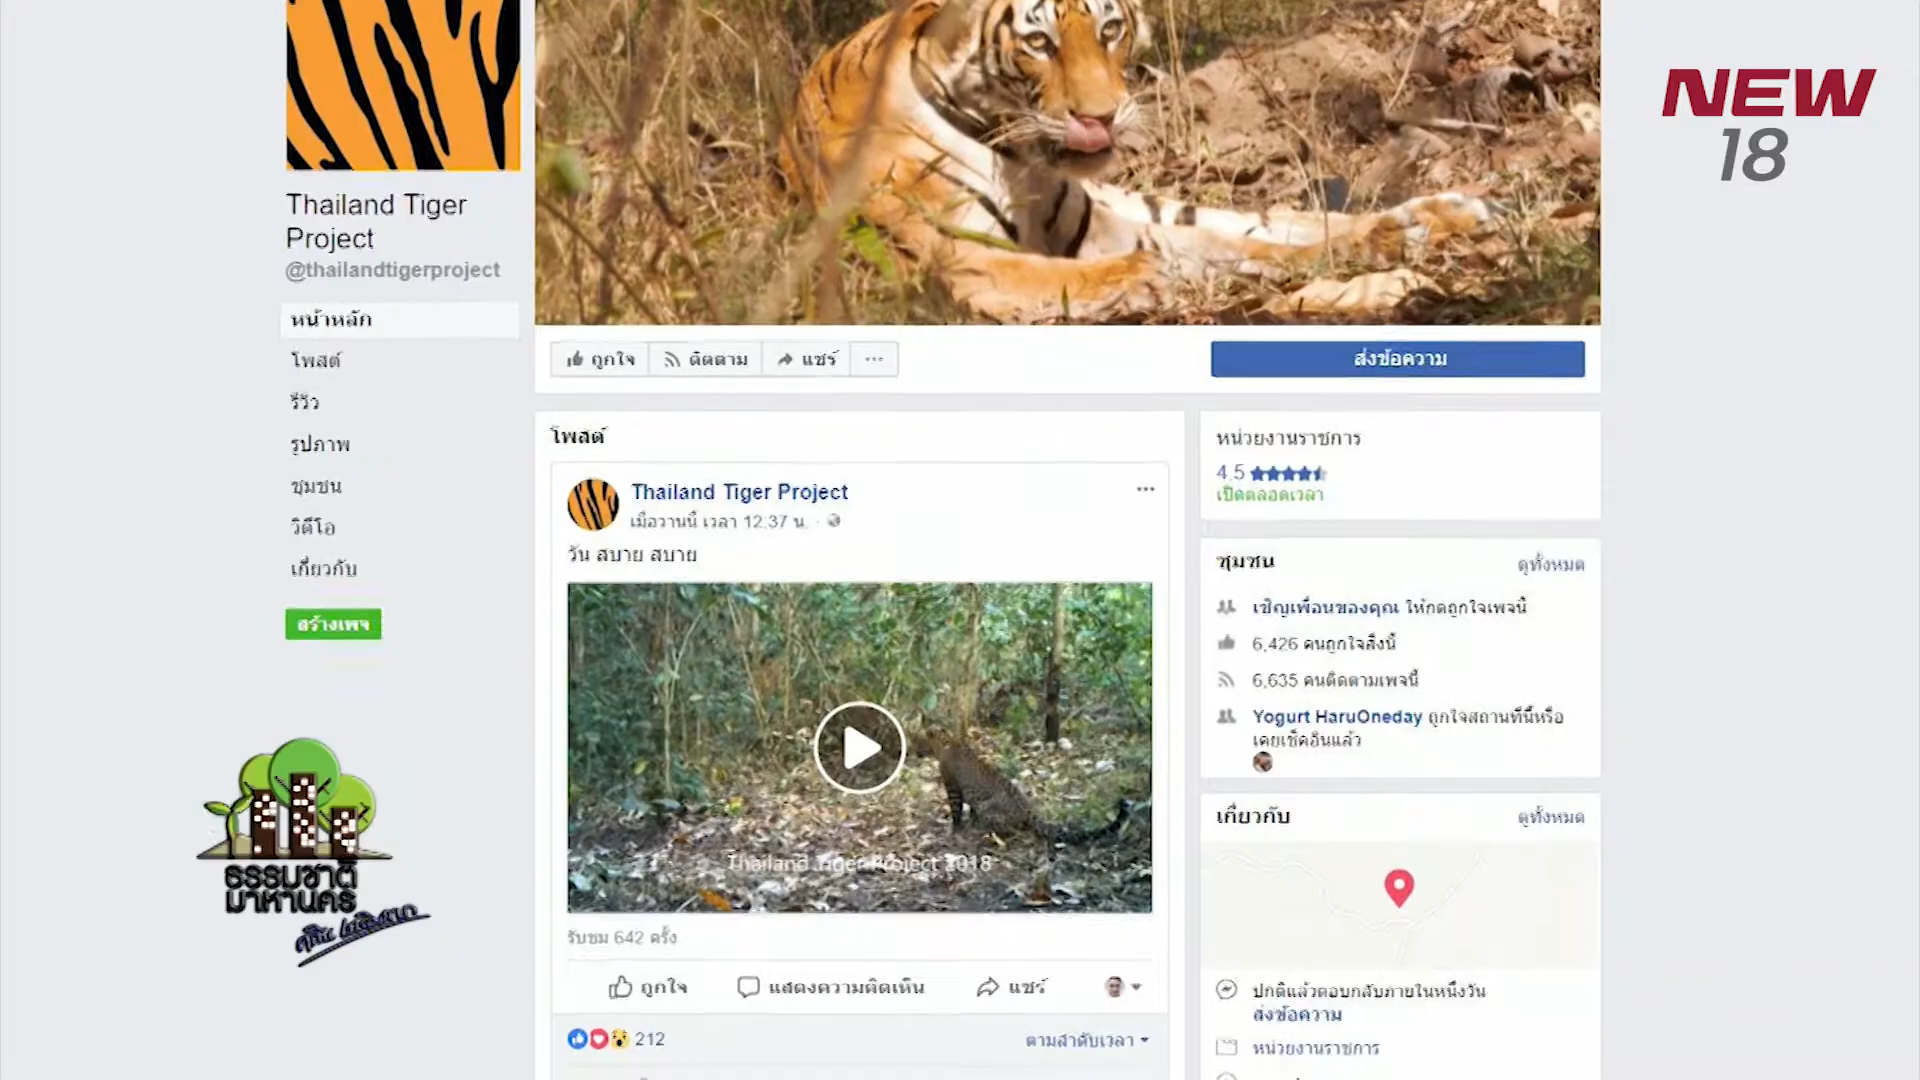 NEW
18
Thailand Tiger
Project
@thailandtigerproject
หน้าหลัก
โพสต์
รีวิว
รูปภาพ
ชุมชน
วิดีโอ
เกี่ยวกับ
สร้างเพจ
ถูกใจ
ติดตาม
แชร์
ส่งข้อความ
โพสต์
Thailand Tiger Project
เมื่อวานนี้ เวลา 12:37 น.
วัน สบาย สบาย
Thailand Tiger Project 2018
รับชม 642 ครั้ง
ถูกใจ
แสดงความคิดเห็น
แชร์
212
ตามลำดับเวลา
หน่วยงานราชการ
4.5
เปิดตลอดเวลา
ชุมชน
ดูทั้งหมด
เชิญเพื่อนของคุณ ให้กดถูกใจเพจนี้
6,426 คนถูกใจสิ่งนี้
6,635 คนติดตามเพจนี้
Yogurt HaruOneday ถูกใจสถานที่นี้หรือ
เคยเช็คอินแล้ว
เกี่ยวกับ
ดูทั้งหมด
ปกติแล้วตอบกลับภายในหนึ่งวัน
ส่งข้อความ
หน่วยงานราชการ
ธรรมชาติ
มาหานคร